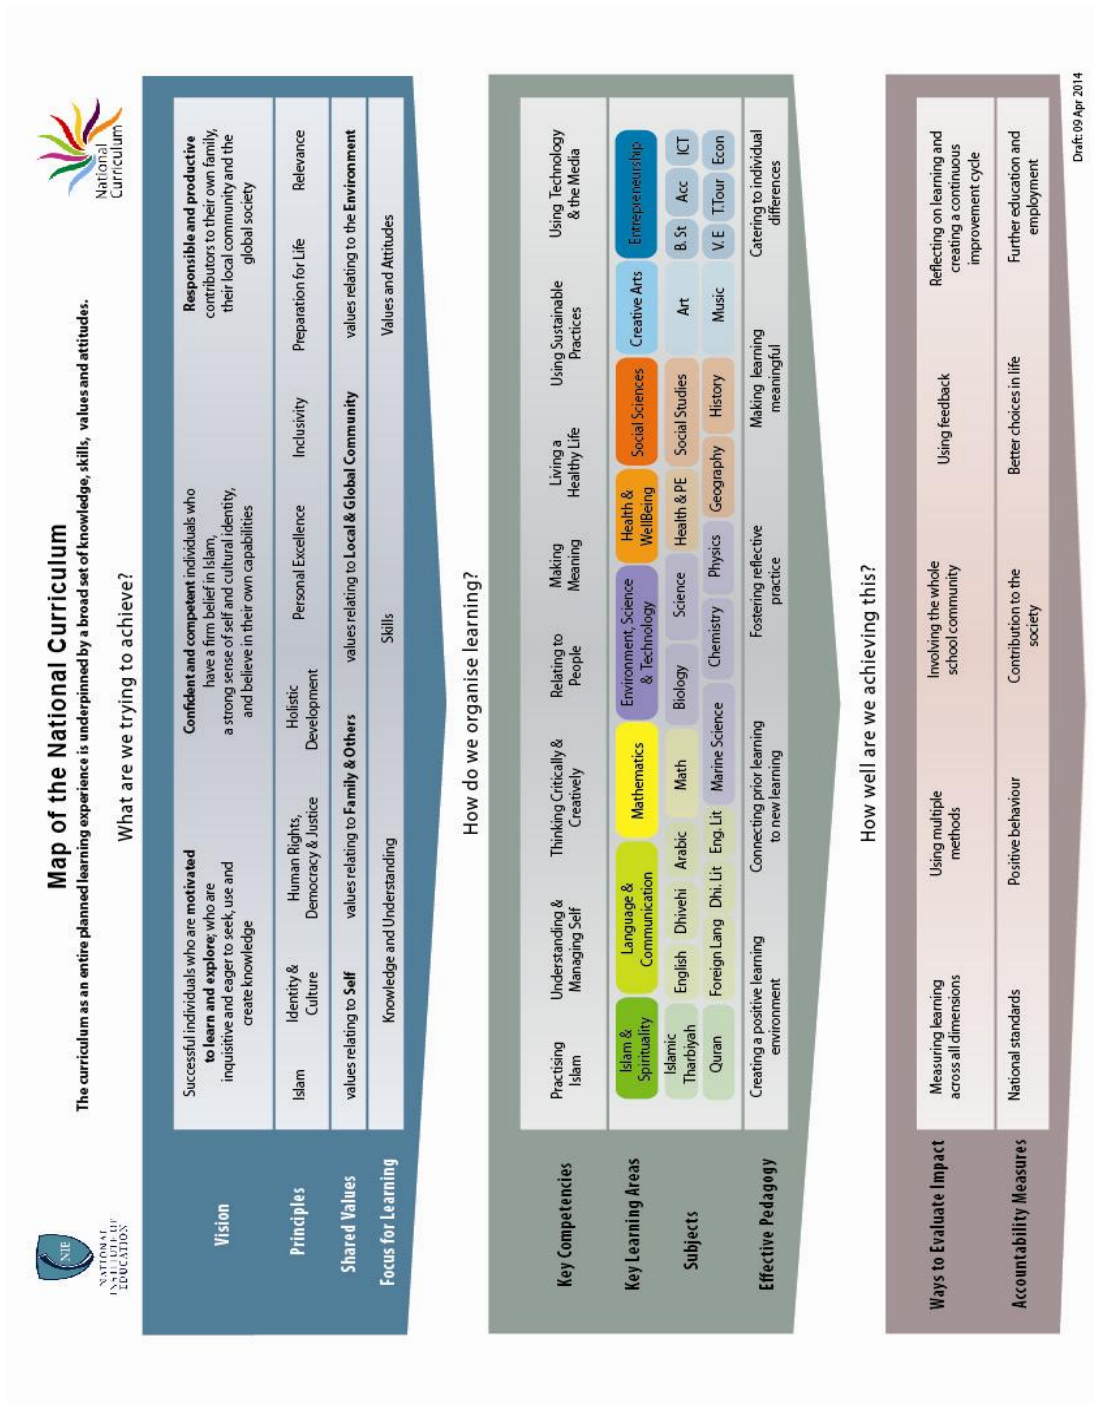 NIE
NATIONAL
INSTITUTE OF
EDUCATION
Map of the National Curriculum
The curriculum as an entire planned learning experience is underpinned by a broad set of knowledge, skills, values and attitudes.
National
Curriculum
What are we trying to achieve?
Vision
Successful individuals who are motivated
to learn and explore; who are
inquisitive and eager to seek, use and
create knowledge
Confident and competent individuals who
have a firm belief in Islam,
a strong sense of self and cultural identity,
and believe in their own capabilities
Responsible and productive
contributors to their own family,
their local community and the
global society
Principles
Islam
Identity &
Culture
Human Rights,
Democracy & Justice
Holistic
Development
Personal Excellence
Inclusivity
Preparation for Life
Relevance
Shared Values
values relating to Self
values relating to Family & Others
values relating to Local & Global Community
values relating to the Environment
Focus for Learning
Knowledge and Understanding
Skills
Values and Attitudes
How do we organise learning?
Key Competencies
Practising
Islam
Understanding &
Managing Self
Thinking Critically &
Creatively
Relating to
People
Making
Meaning
Living a
Healthy Life
Using Sustainable
Practices
Using Technology
& the Media
Key Learning Areas
Islam &
Spirituality
Language &
Communication
Mathematics
Environment, Science
& Technology
Health &
WellBeing
Social Sciences
Creative Arts
Entrepreneurship
Subjects
Islamic
Tharbiyah
English
Dhivehi
Arabic
Math
Biology
Science
Health & PE
Social Studies
Art
B. St
Acc
ICT
Quran
Foreign Lang
Dhi. Lit
Eng. Lit
Marine Science
Chemistry
Physics
Geography
History
Music
V. E
T.Tour
Econ
Effective Pedagogy
Creating a positive learning
environment
Connecting prior learning
to new learning
Fostering reflective
practice
Making learning
meaningful
Catering to individual
differences
How well are we achieving this?
Ways to Evaluate Impact
Measuring learning
across all dimensions
Using multiple
methods
Involving the whole
school community
Using feedback
Reflecting on learning and
creating a continuous
improvement cycle
Accountability Measures
National standards
Positive behaviour
Contribution to the
society
Better choices in life
Further education and
employment
Draft: 09 Apr 2014